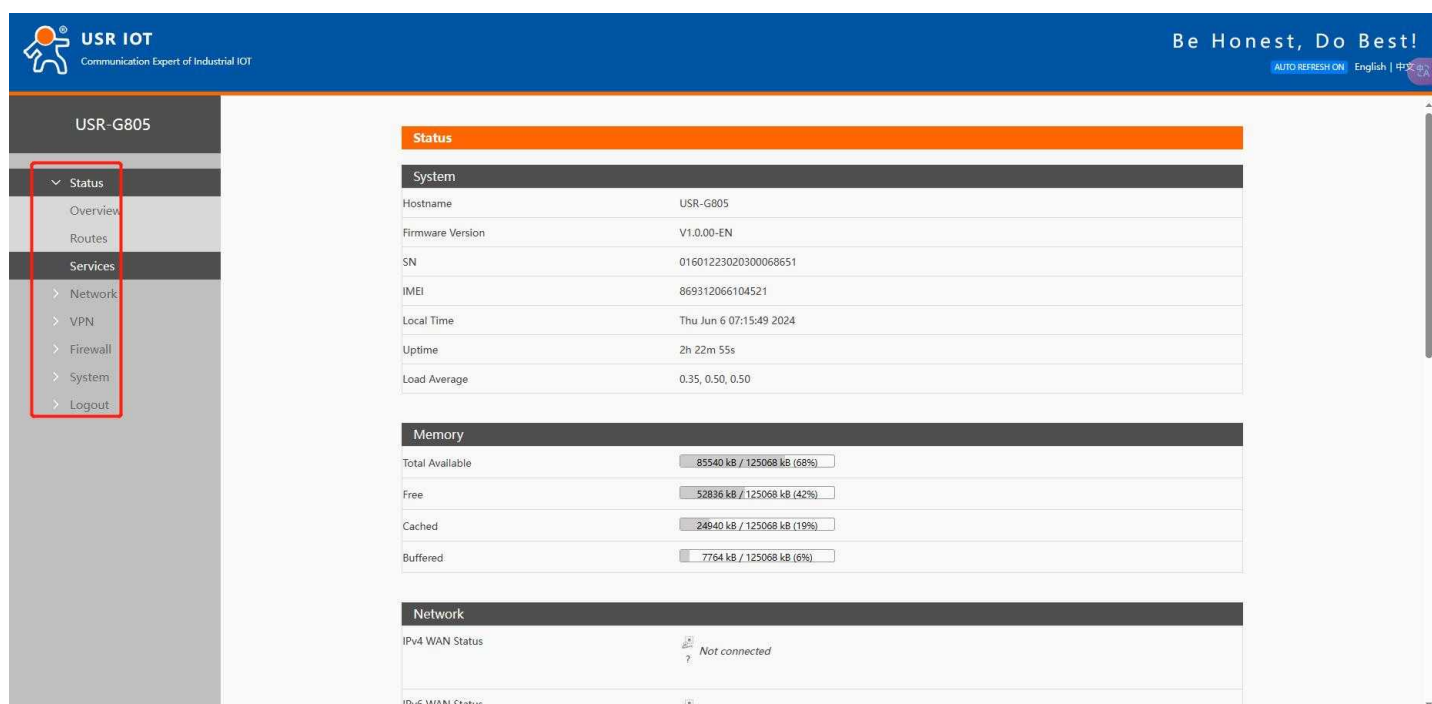 USR IOT
Communication Expert of Industrial IOT
Be Honest, Do Best!
AUTO REFRESH ON English | 中文
USR-G805
Status
Overview
Routes
Services
Network
VPN
Firewall
System
Logout
Status
System
Hostname USR-G805
Firmware Version V1.0.00-EN
SN 01601223020300068651
IMEI 869312066104521
Local Time Thu Jun 6 07:15:49 2024
Uptime 2h 22m 55s
Load Average 0.35, 0.50, 0.50
Memory
Total Available 85540 kB / 125068 kB (68%)
Free 52836 kB / 125068 kB (42%)
Cached 24940 kB / 125068 kB (19%)
Buffered 7764 kB / 125068 kB (6%)
Network
IPv4 WAN Status ? Not connected
IPv6 WAN Status